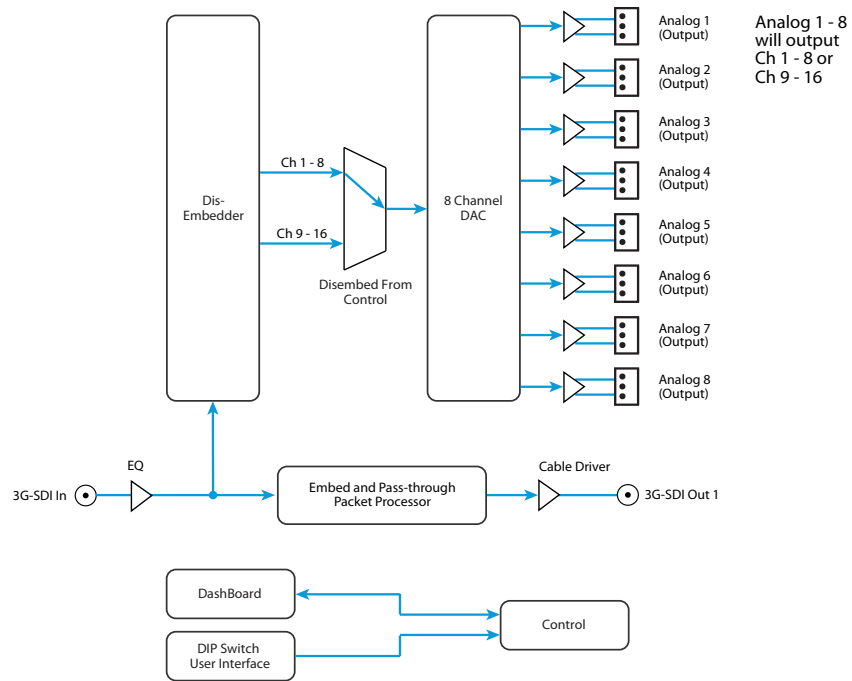 Analog 1
(Output)
Analog 1 - 8
will output
Ch 1 - 8 or
Ch 9 - 16
Analog 2
(Output)
Analog 3
(Output)
Ch 1 - 8
Analog 4
(Output)
Dis-
Embedder
8 Channel
DAC
Ch 9 - 16
Analog 5
(Output)
Disembed From
Control
Analog 6
(Output)
Analog 7
(Output)
Analog 8
(Output)
EQ
Cable Driver
3G-SDI In
Embed and Pass-through
Packet Processor
3G-SDI Out 1
DashBoard
Control
DIP Switch
User Interface